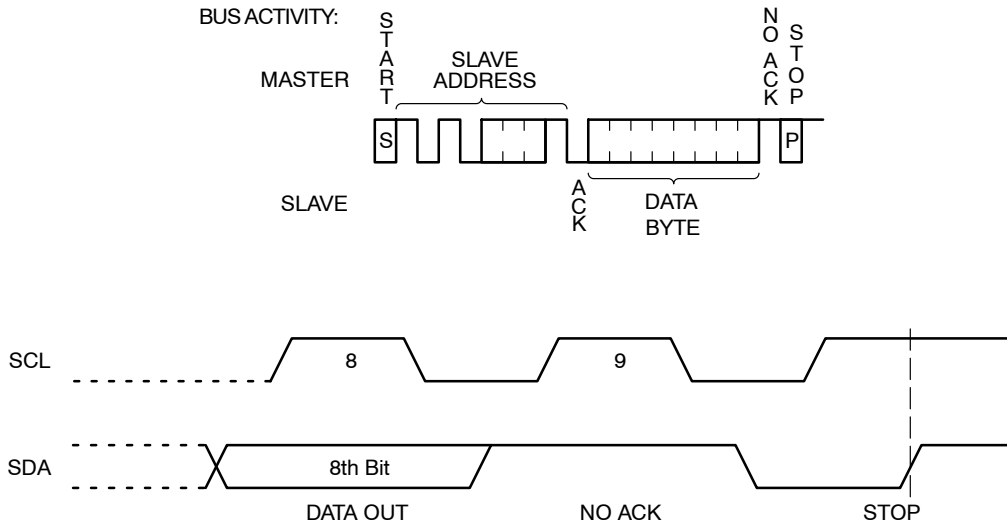 BUS ACTIVITY:
MASTER
START
SLAVE
ADDRESS
NO ACK
STOP
S
P
SLAVE
ACK
DATA
BYTE
SCL
8
9
SDA
8th Bit
DATA OUT
NO ACK
STOP